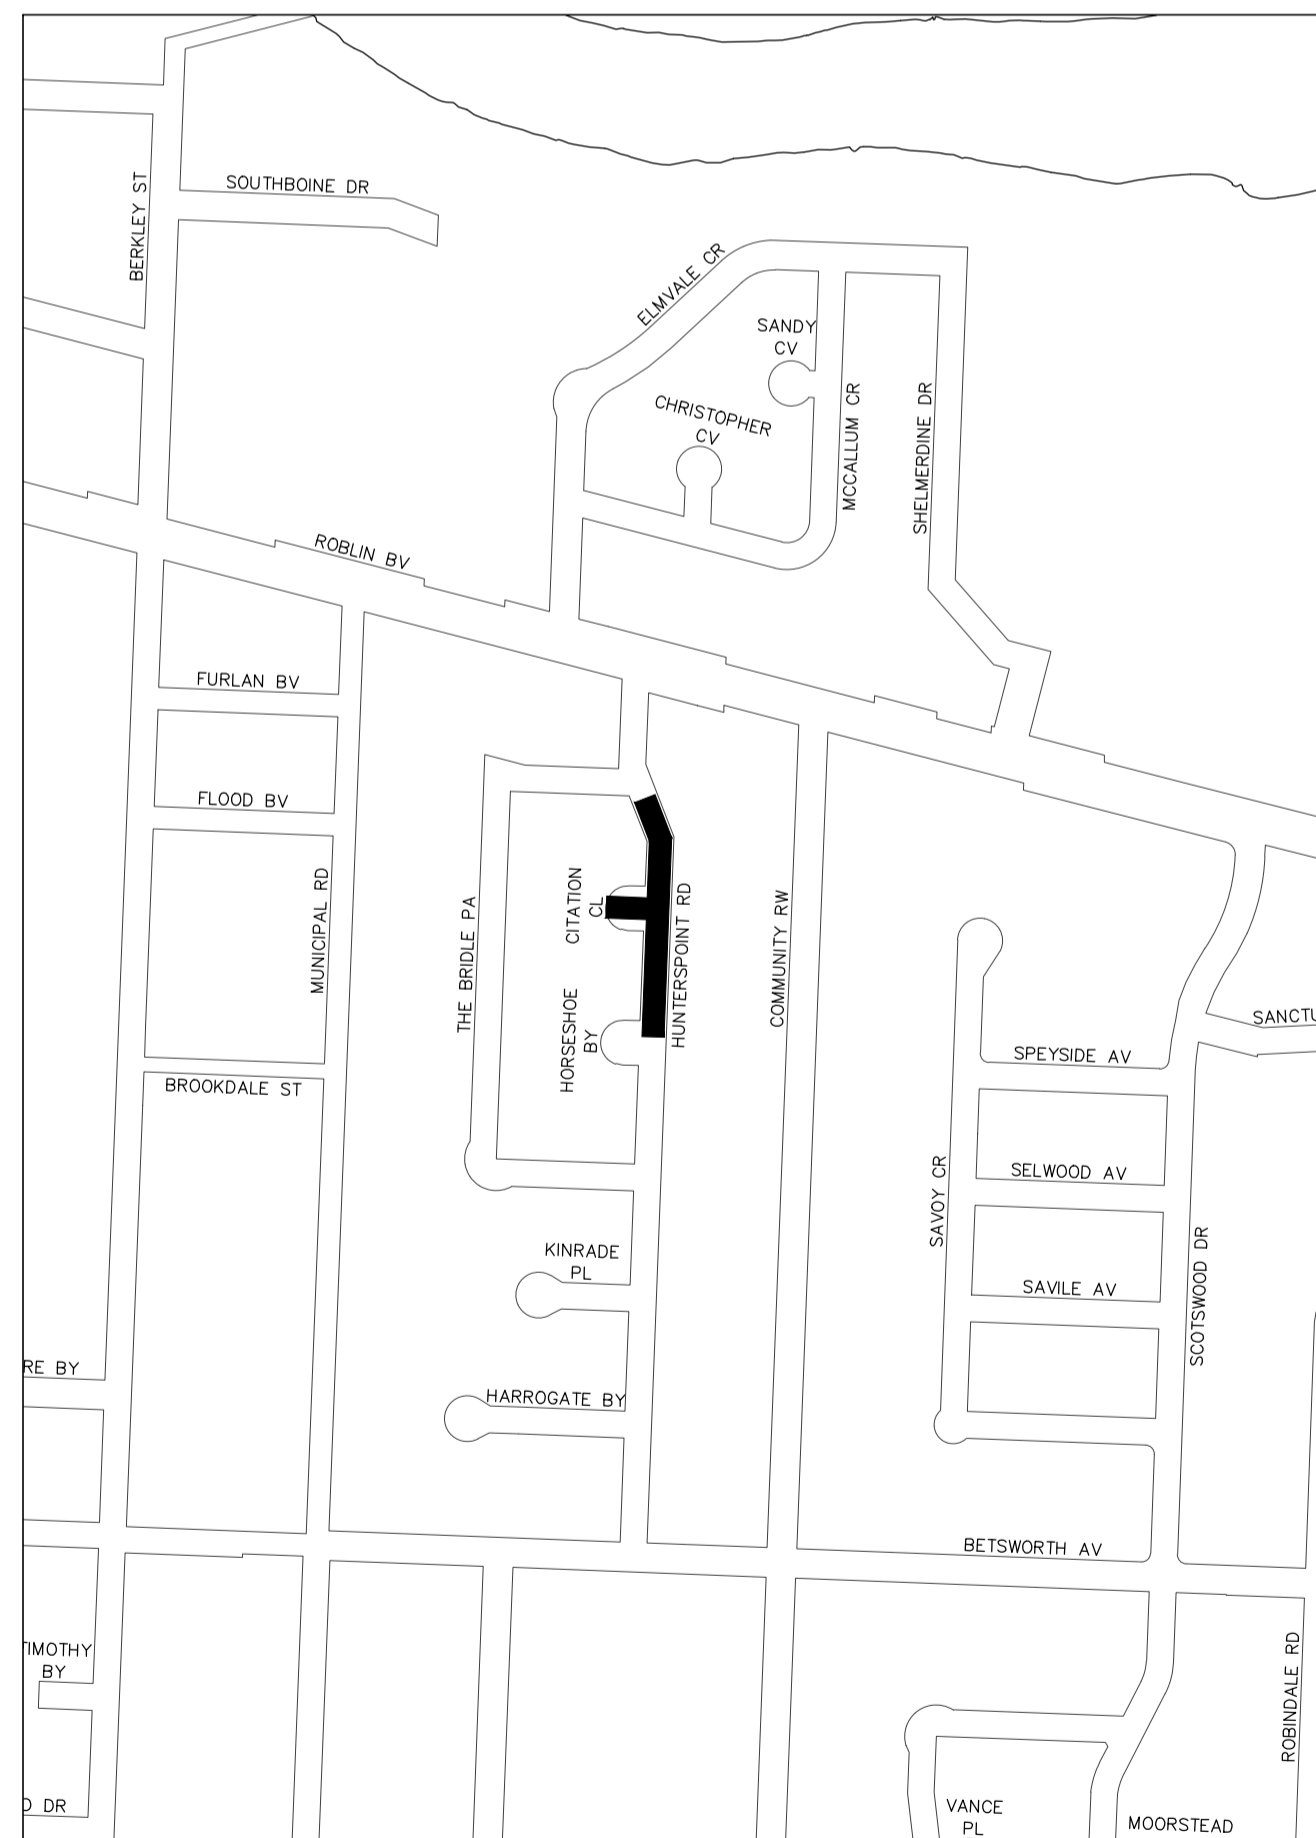 BERKLEY ST
SOUTHBOINE DR
ELMVALE CR
SANDY
CV
CHRISTOPHER
CV
MCCALLUM CR
SHELMERDINE DR
ROBLIN BV
FURLAN BV
FLOOD BV
MUNICIPAL RD
THE BRIDLE PA
CITATION
CL
HORSESHOE
BY
HUNTERSPOINT RD
COMMUNITY RW
SANCTU
SPEYSIDE AV
BROOKDALE ST
SELWOOD AV
SAVOY CR
KINRADE
PL
SAVILE AV
SCOTSWOOD DR
RE BY
HARROGATE BY
BETSWORTH AV
TIMOTHY
BY
ROBINDALE RD
D DR
VANCE
PL
MOORSTEAD